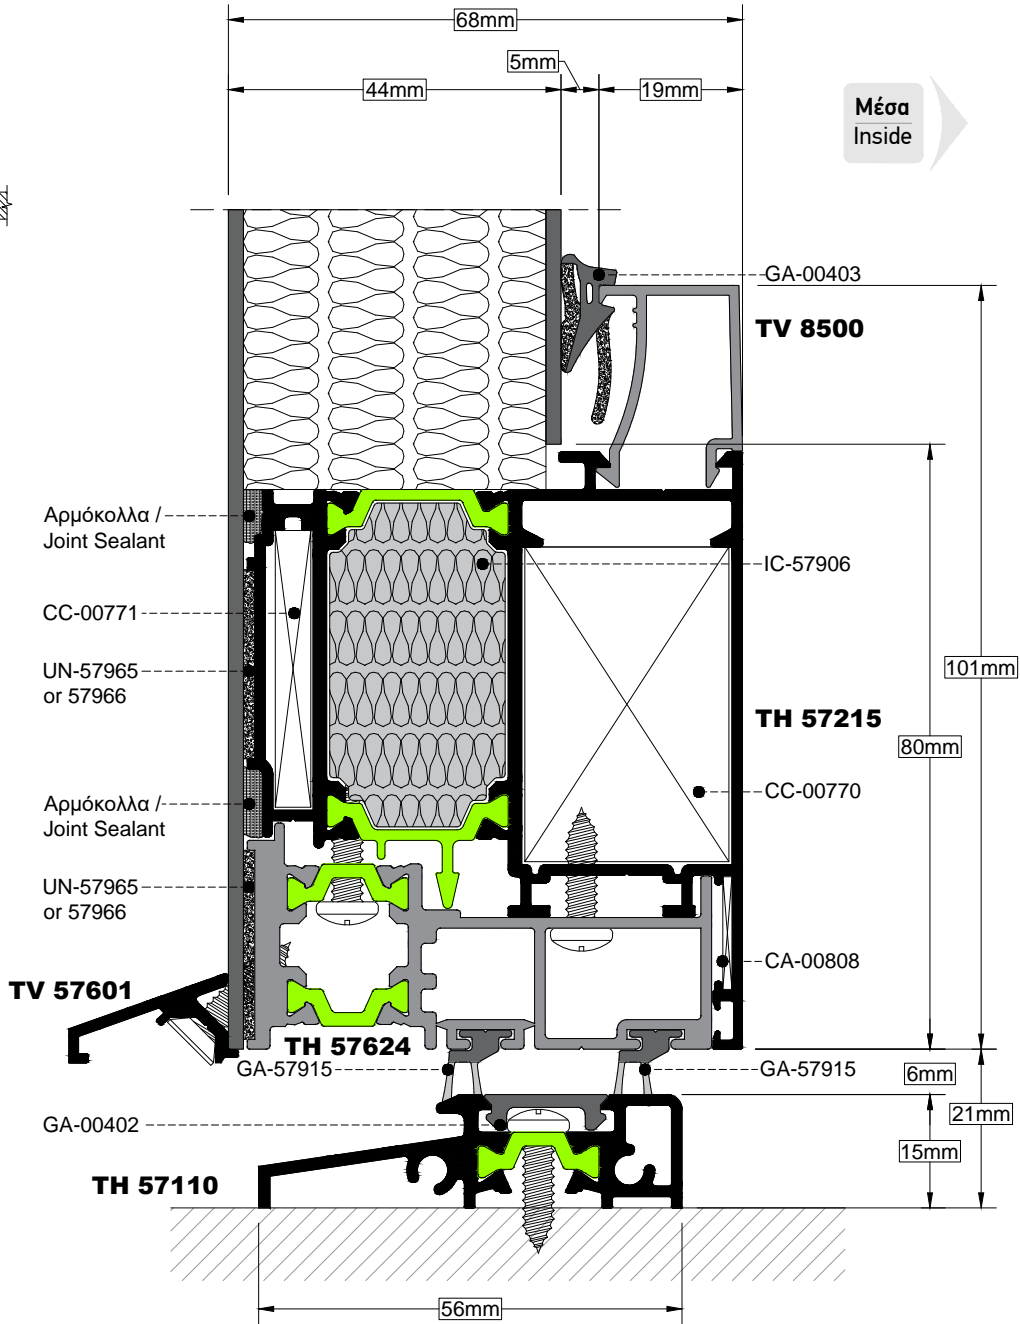 68mm
5mm
44mm
19mm
Μέσα
Inside
GA-00403
TV 8500
Αρμόκολλα /
Joint Sealant
IC-57906
CC-00771
UN-57965
or 57966
101mm
TH 57215
80mm
CC-00770
Αρμόκολλα /
Joint Sealant
UN-57965
or 57966
CA-00808
TV 57601
TH 57624
GA-57915
GA-57915
6mm
21mm
GA-00402
15mm
TH 57110
56mm